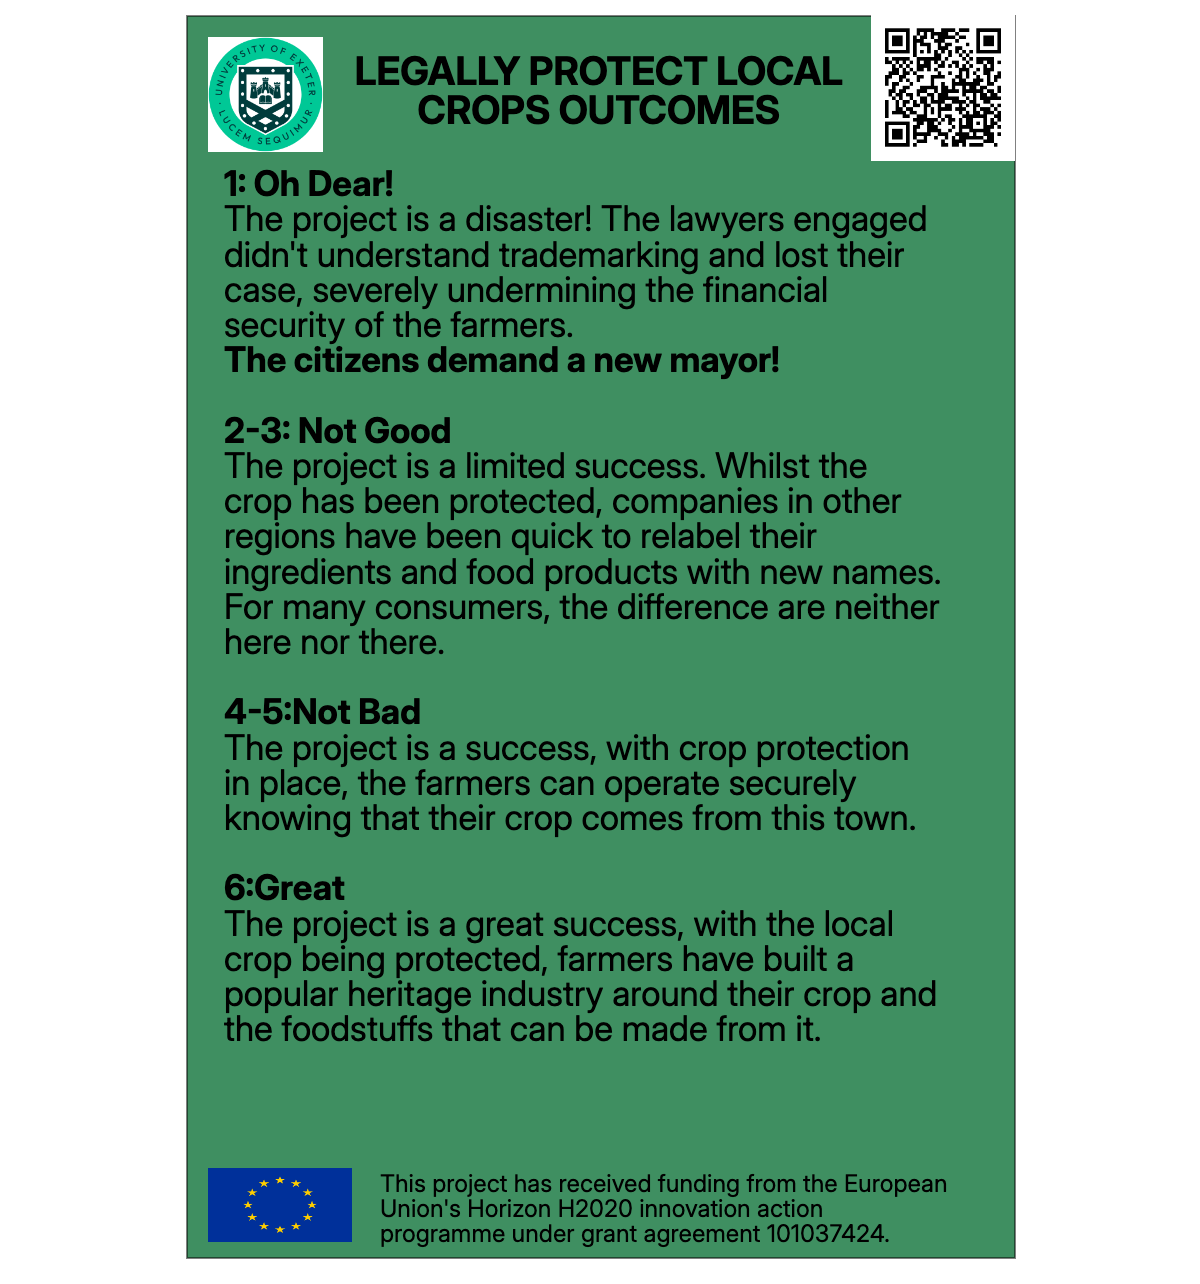 UNIVERSITY OF EXETER
LUCEM SEQUIMUR
LEGALLY PROTECT LOCAL
CROPS OUTCOMES
1: Oh Dear!
The project is a disaster! The lawyers engaged
didn't understand trademarking and lost their
case, severely undermining the financial
security of the farmers.
The citizens demand a new mayor!
2-3: Not Good
The project is a limited success. Whilst the
crop has been protected, companies in other
regions have been quick to relabel their
ingredients and food products with new names.
For many consumers, the difference are neither
here nor there.
4-5:Not Bad
The project is a success, with crop protection
in place, the farmers can operate securely
knowing that their crop comes from this town.
6:Great
The project is a great success, with the local
crop being protected, farmers have built a
popular heritage industry around their crop and
the foodstuffs that can be made from it.
This project has received funding from the European
Union's Horizon H2020 innovation action
programme under grant agreement 101037424.